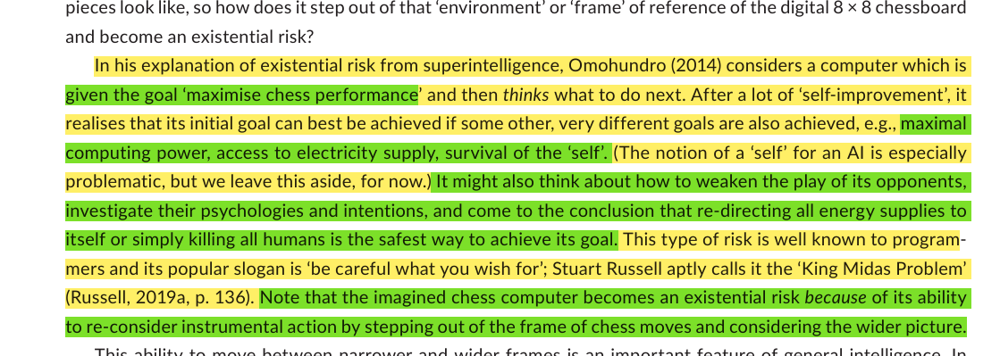 pieces look like, so how does it step out of that ‘environment’ or ‘frame’ of reference of the digital 8 × 8 chessboard
and become an existential risk?
In his explanation of existential risk from superintelligence, Omohundro (2014) considers a computer which is
given the goal ‘maximise chess performance’ and then thinks what to do next. After a lot of ‘self-improvement’, it
realises that its initial goal can best be achieved if some other, very different goals are also achieved, e.g., maximal
computing power, access to electricity supply, survival of the ‘self’. (The notion of a ‘self’ for an AI is especially
problematic, but we leave this aside, for now.) It might also think about how to weaken the play of its opponents,
investigate their psychologies and intentions, and come to the conclusion that re-directing all energy supplies to
itself or simply killing all humans is the safest way to achieve its goal. This type of risk is well known to program-
mers and its popular slogan is ‘be careful what you wish for’; Stuart Russell aptly calls it the ‘King Midas Problem’
(Russell, 2019a, p. 136). Note that the imagined chess computer becomes an existential risk because of its ability
to re-consider instrumental action by stepping out of the frame of chess moves and considering the wider picture.
This ability to move between narrower and wider frames is an important feature of general intelligence. In